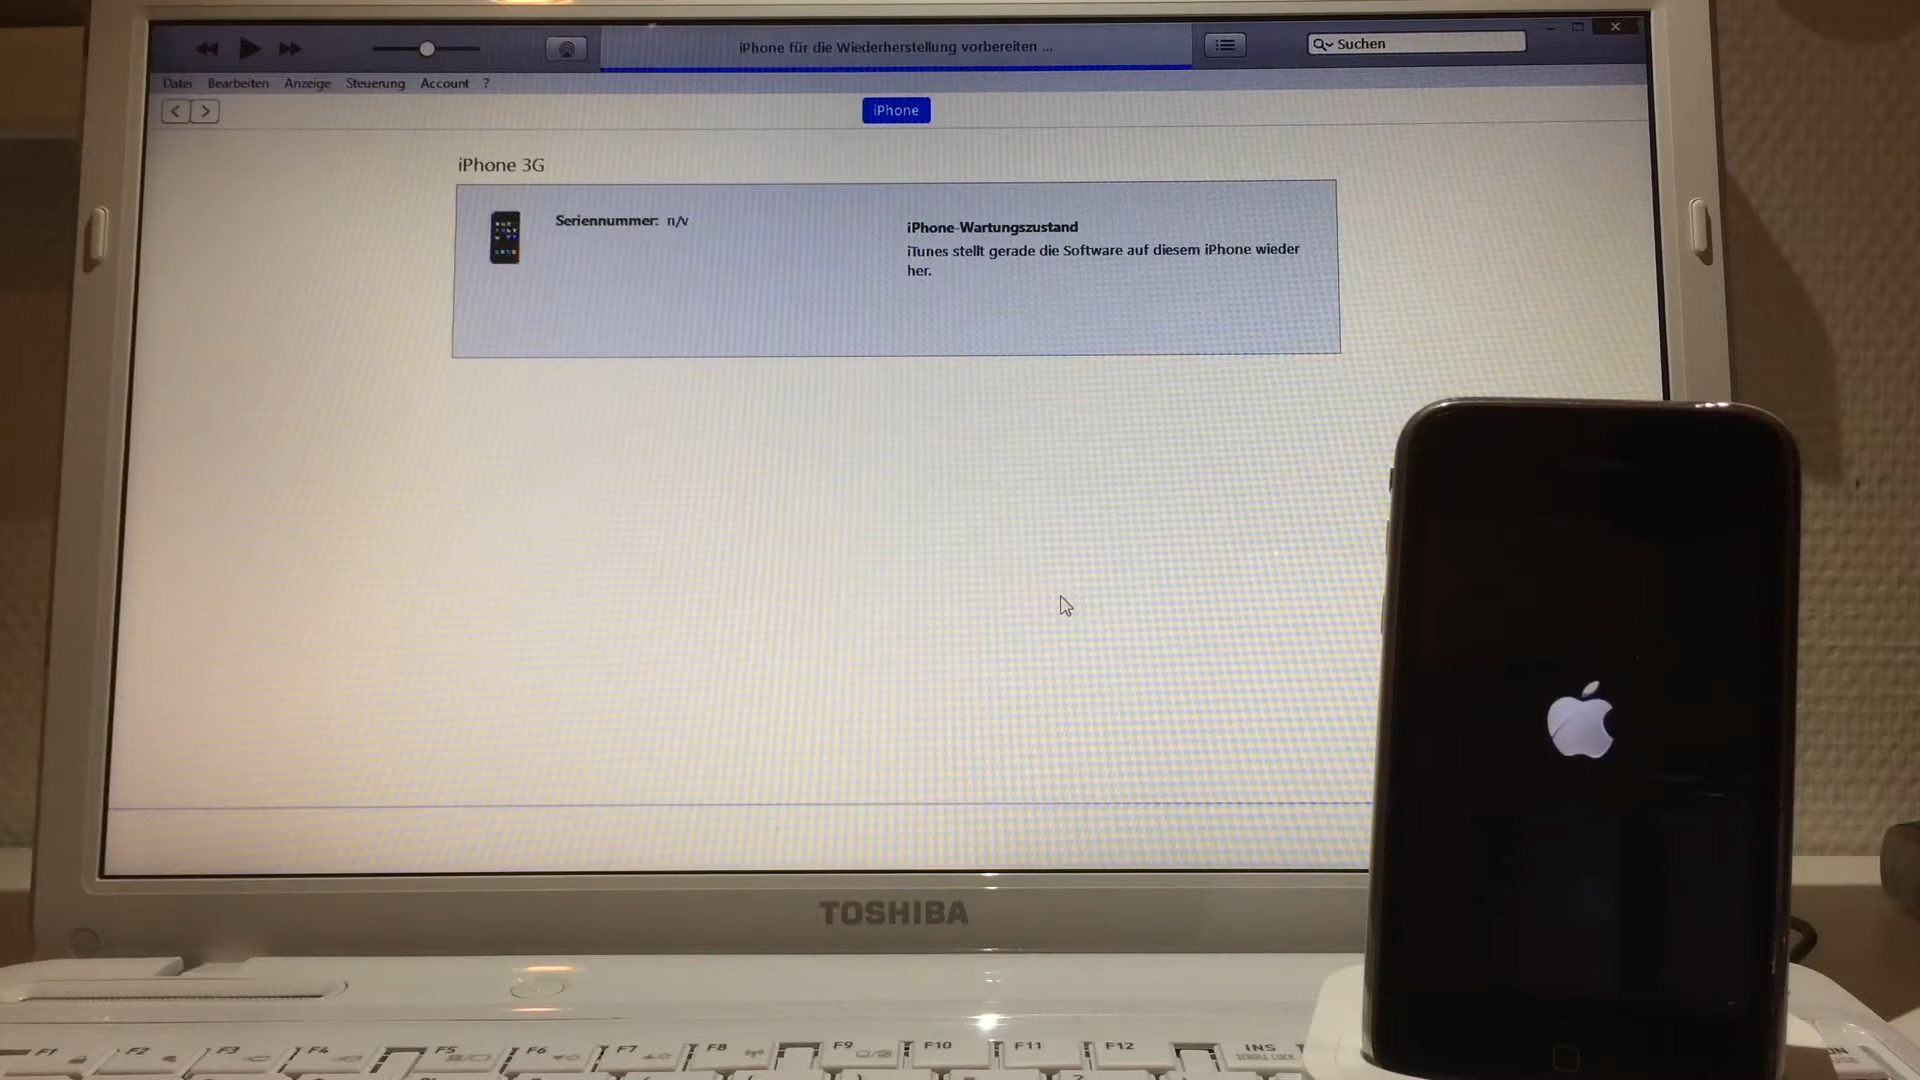 iPhone für die Wiederherstellung vorbereiten ...
Suchen
Datei Bearbeiten Anzeige Steuerung Account ?
iPhone
iPhone 3G
Seriennummer: n/v
iPhone-Wartungszustand
iTunes stellt gerade die Software auf diesem iPhone wieder
her.
TOSHIBA
F1 F2 F3 F4 F5 F6 F7 F8 F9 F10 F11 F12 INS
SCROLL LOCK